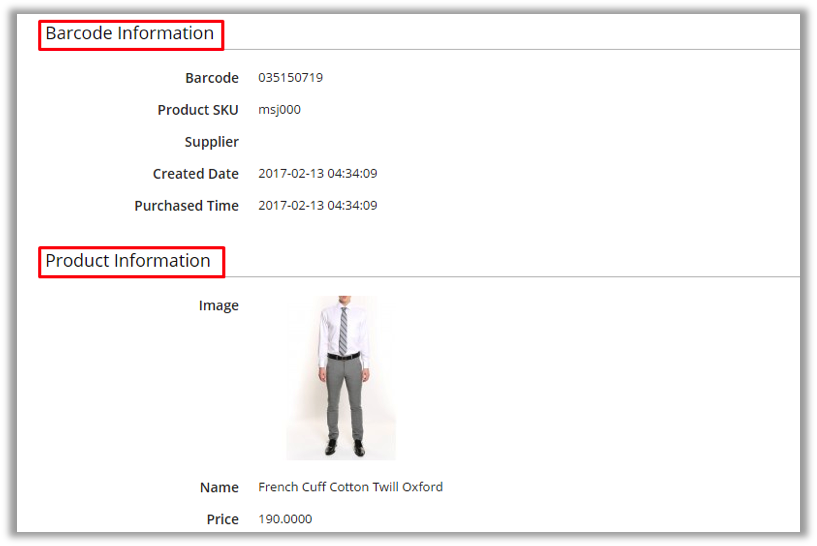 Barcode Information
Barcode 035150719
Product SKU msj000
Supplier
Created Date 2017-02-13 04:34:09
Purchased Time 2017-02-13 04:34:09
Product Information
Image
Name French Cuff Cotton Twill Oxford
Price 190.0000